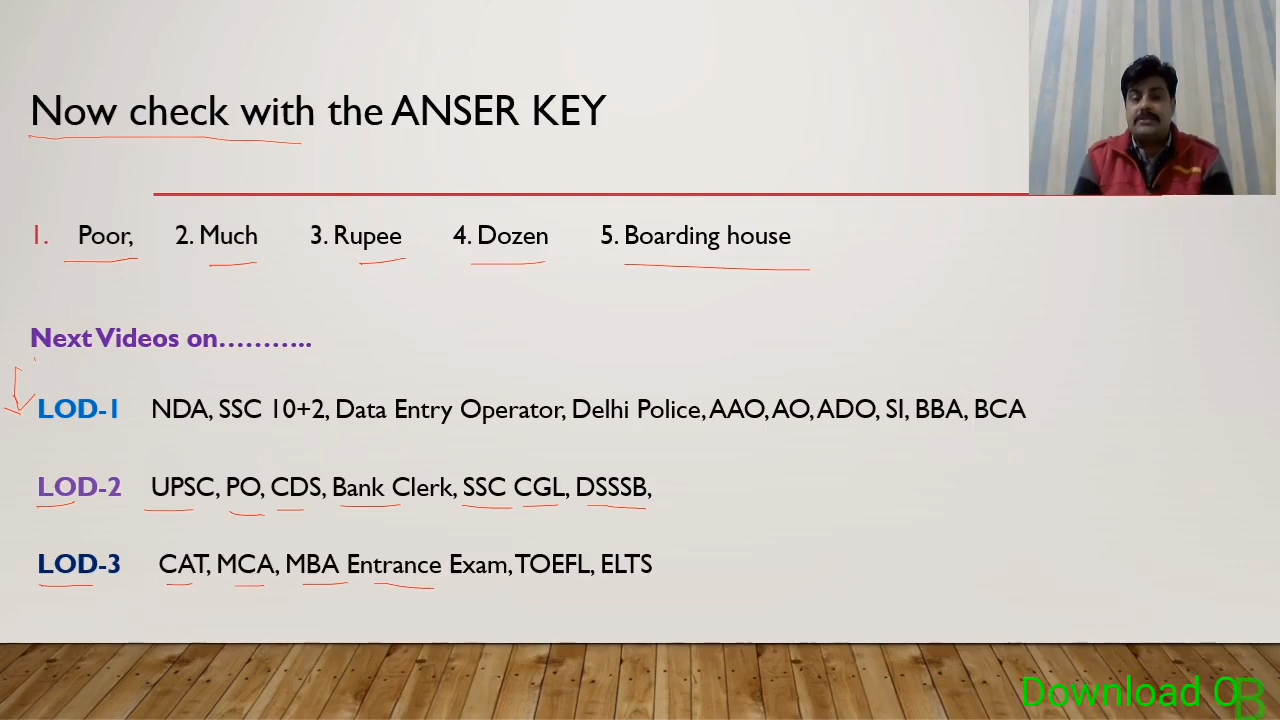 Now check with the ANSER KEY
1. Poor, 2. Much 3. Rupee 4. Dozen 5. Boarding house
Next Videos on………..
LOD-1 NDA, SSC 10+2, Data Entry Operator, Delhi Police, AAO, AO, ADO, SI, BBA, BCA
LOD-2 UPSC, PO, CDS, Bank Clerk, SSC CGL, DSSSB,
LOD-3 CAT, MCA, MBA Entrance Exam, TOEFL, ELTS
Download